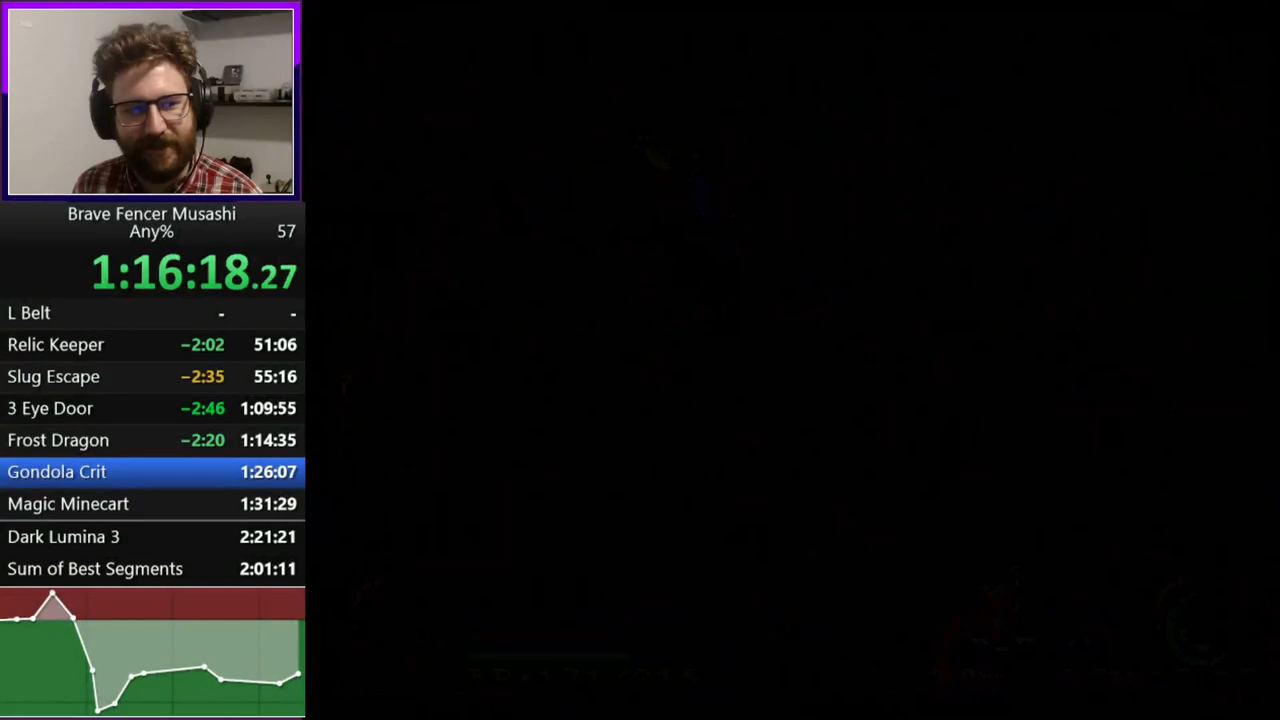 Brave Fencer Musashi
Any% 57
1:16:18.27
L Belt - -
Relic Keeper −2:02 51:06
Slug Escape −2:35 55:16
3 Eye Door −2:46 1:09:55
Frost Dragon −2:20 1:14:35
Gondola Crit 1:26:07
Magic Minecart 1:31:29
Dark Lumina 3 2:21:21
Sum of Best Segments 2:01:11